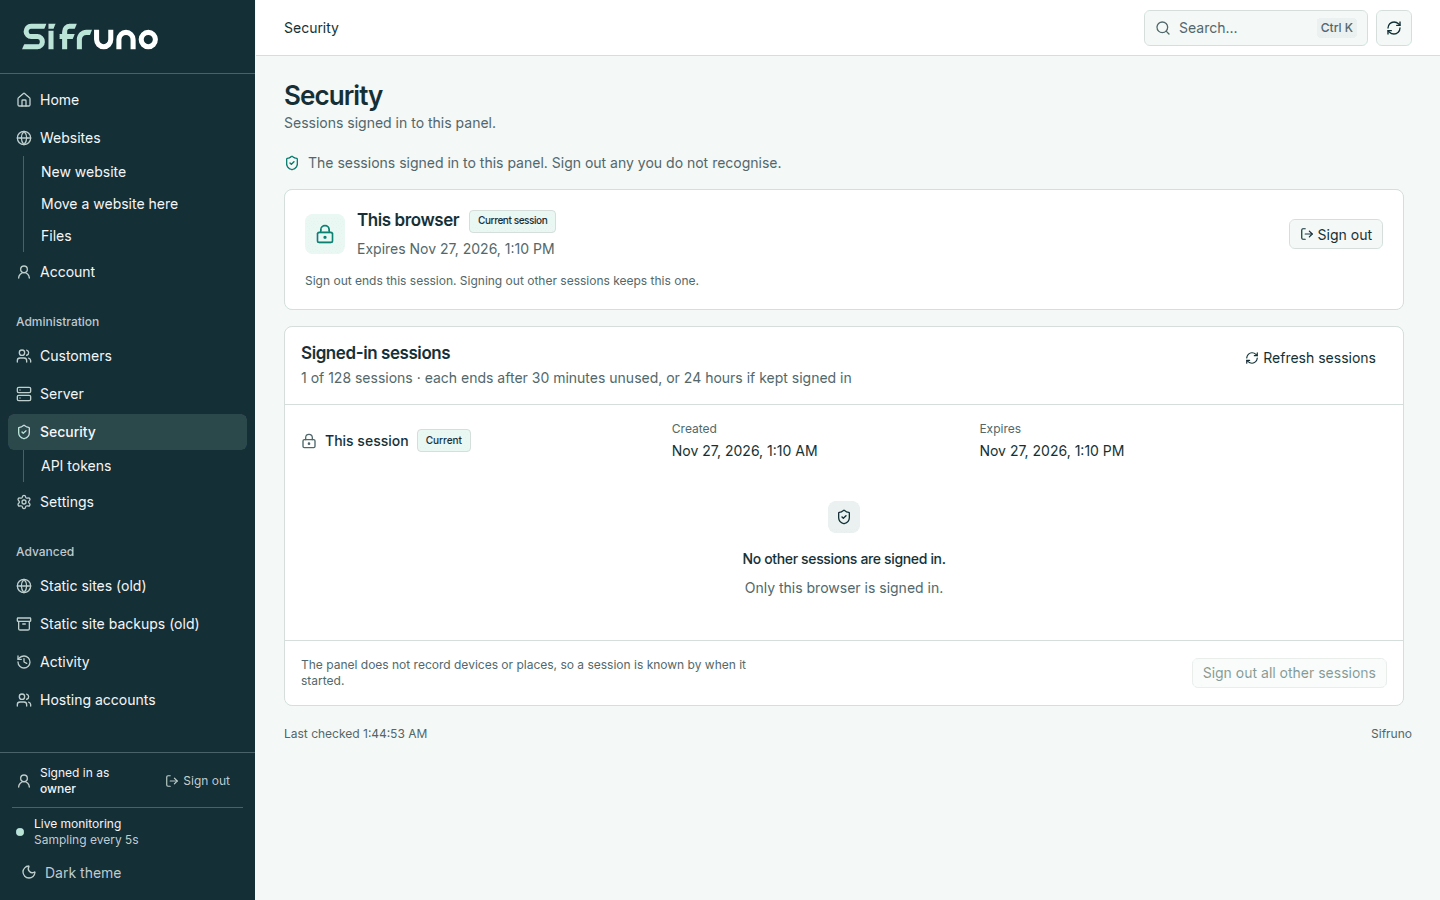 Sifruno
Home
Websites
New website
Move a website here
Files
Account
Administration
Customers
Server
Security
API tokens
Settings
Advanced
Static sites (old)
Static site backups (old)
Activity
Hosting accounts
Signed in as
owner
Sign out
Live monitoring
Sampling every 5s
Dark theme
Security
Search...
Ctrl K
Security
Sessions signed in to this panel.
The sessions signed in to this panel. Sign out any you do not recognise.
This browser
Current session
Expires Nov 27, 2026, 1:10 PM
Sign out
Sign out ends this session. Signing out other sessions keeps this one.
Signed-in sessions
1 of 128 sessions · each ends after 30 minutes unused, or 24 hours if kept signed in
Refresh sessions
This session
Current
Created
Nov 27, 2026, 1:10 AM
Expires
Nov 27, 2026, 1:10 PM
No other sessions are signed in.
Only this browser is signed in.
The panel does not record devices or places, so a session is known by when it
started.
Sign out all other sessions
Last checked 1:44:53 AM
Sifruno